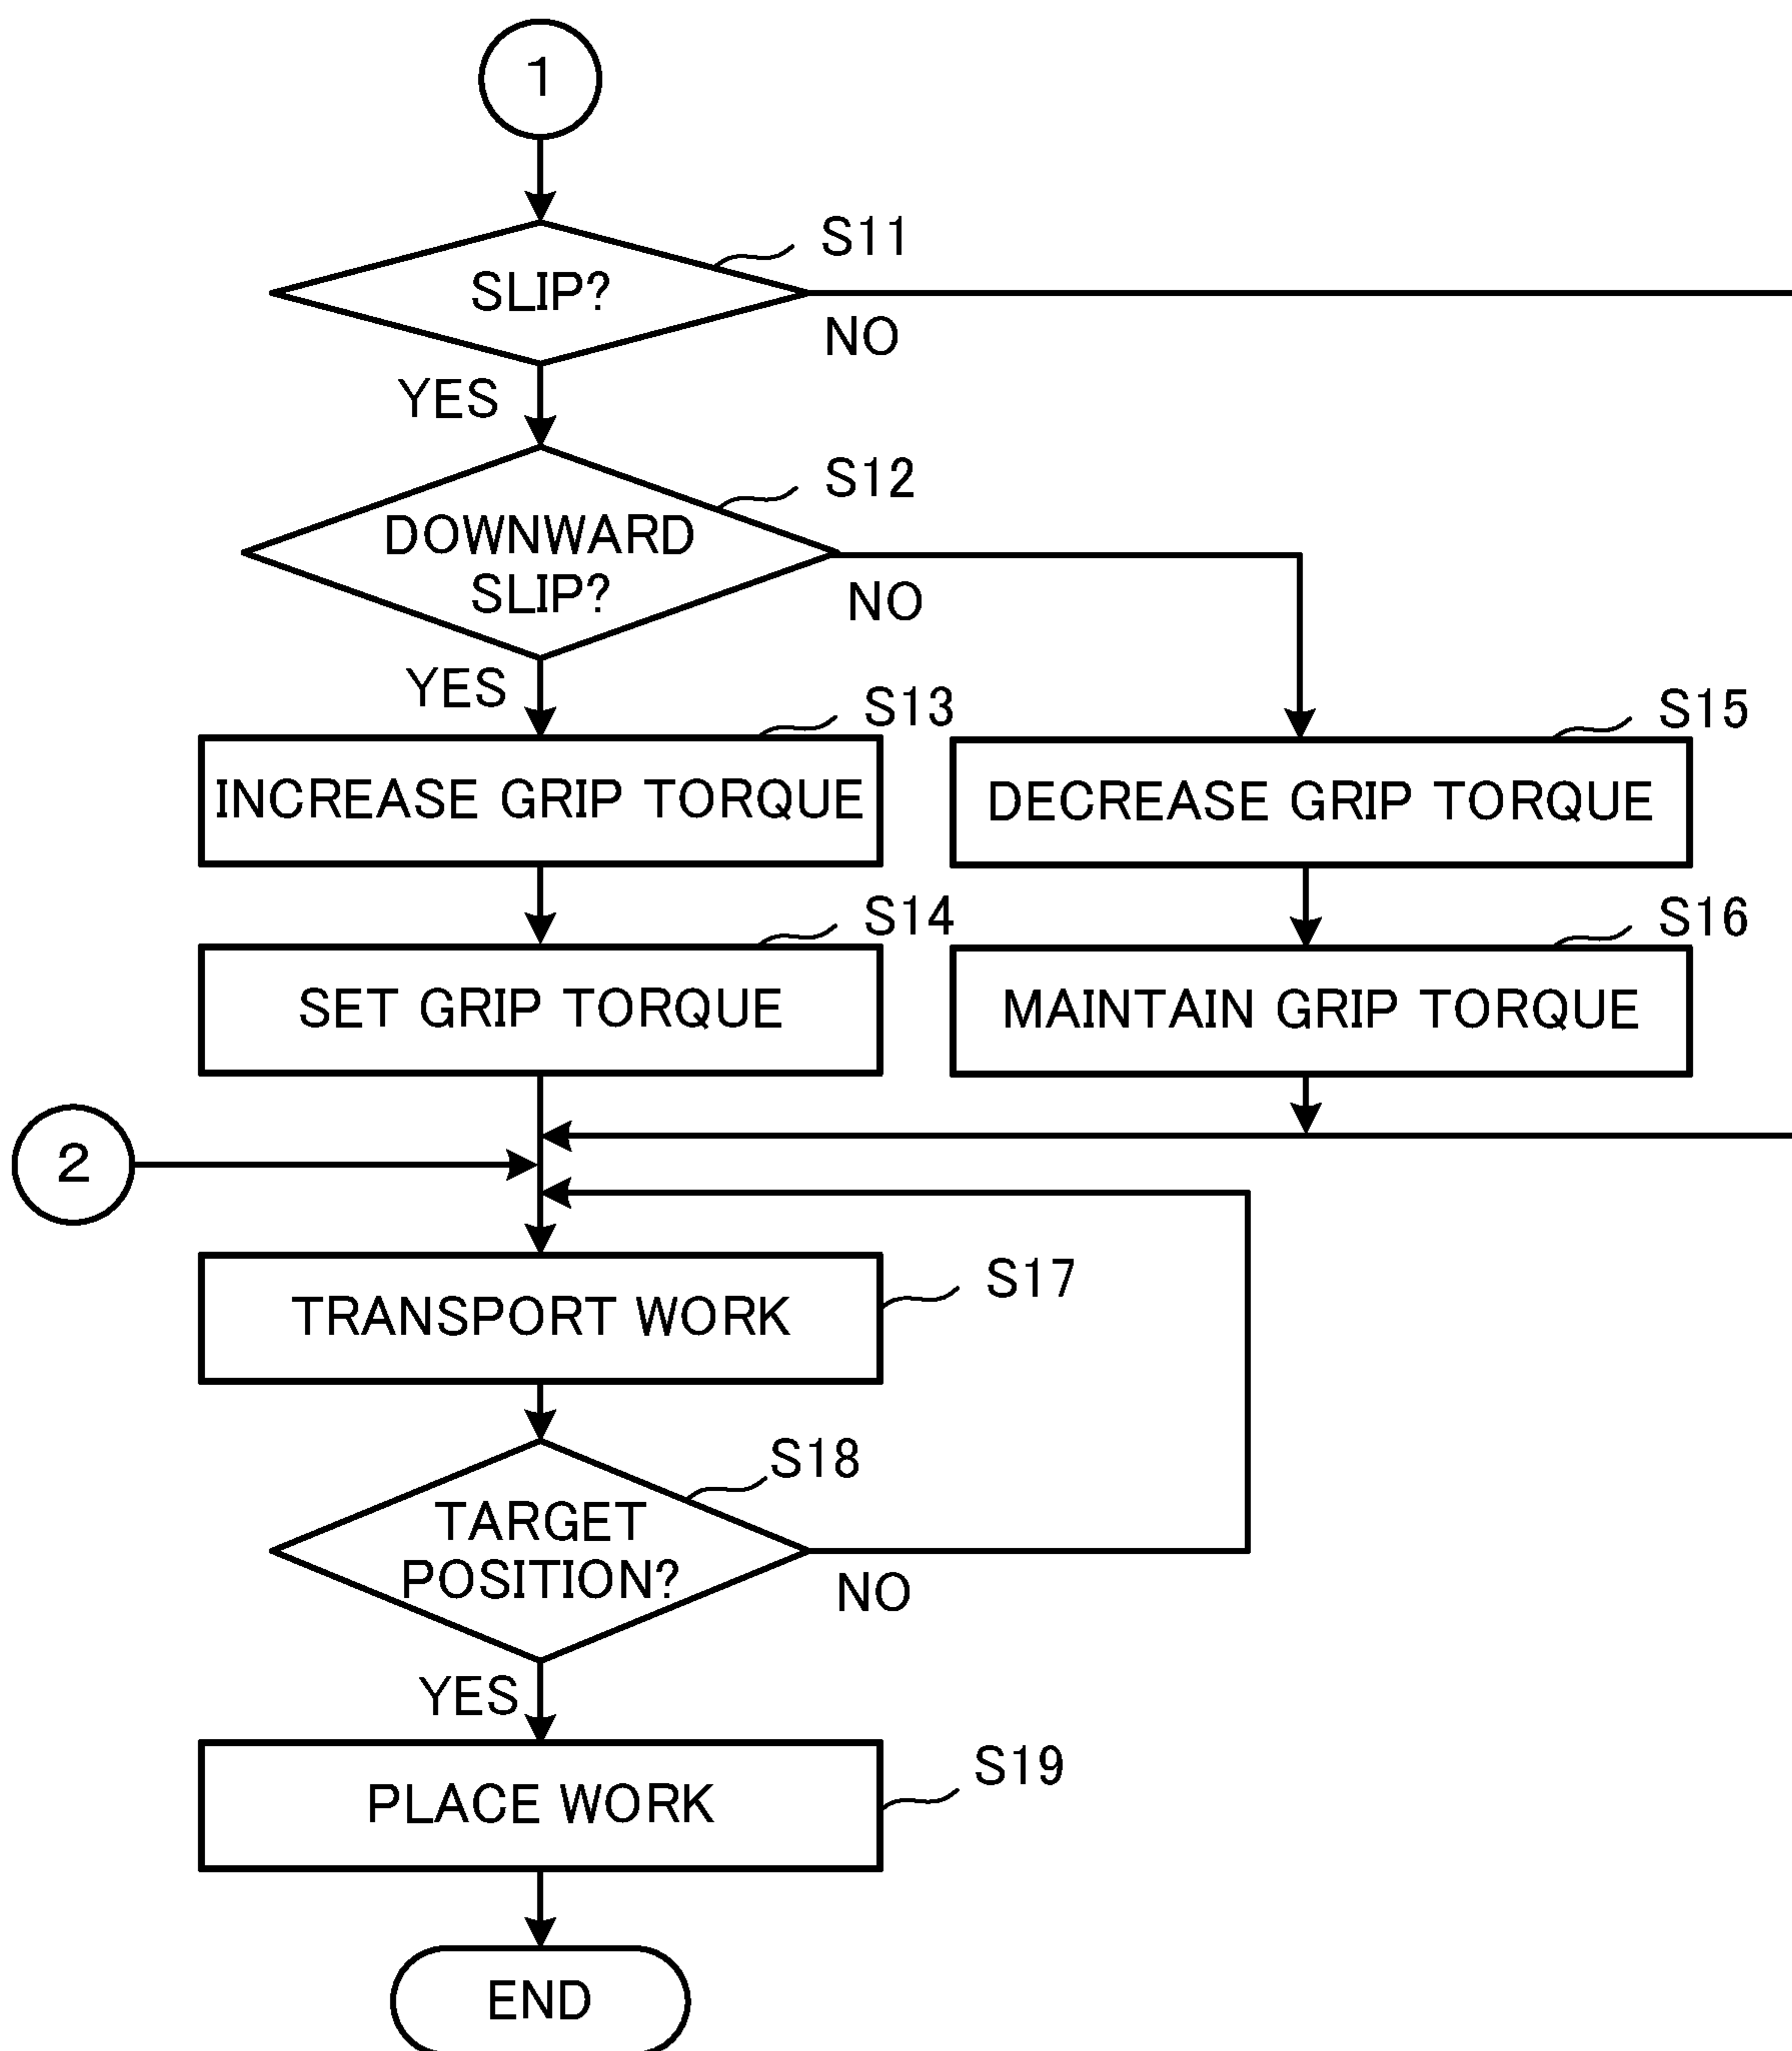 1
S11
SLIP?
NO
YES
S12
DOWNWARD
SLIP?
NO
YES
S13
INCREASE GRIP TORQUE
S15
DECREASE GRIP TORQUE
S14
SET GRIP TORQUE
S16
MAINTAIN GRIP TORQUE
2
S17
TRANSPORT WORK
S18
TARGET
POSITION?
NO
YES
S19
PLACE WORK
END